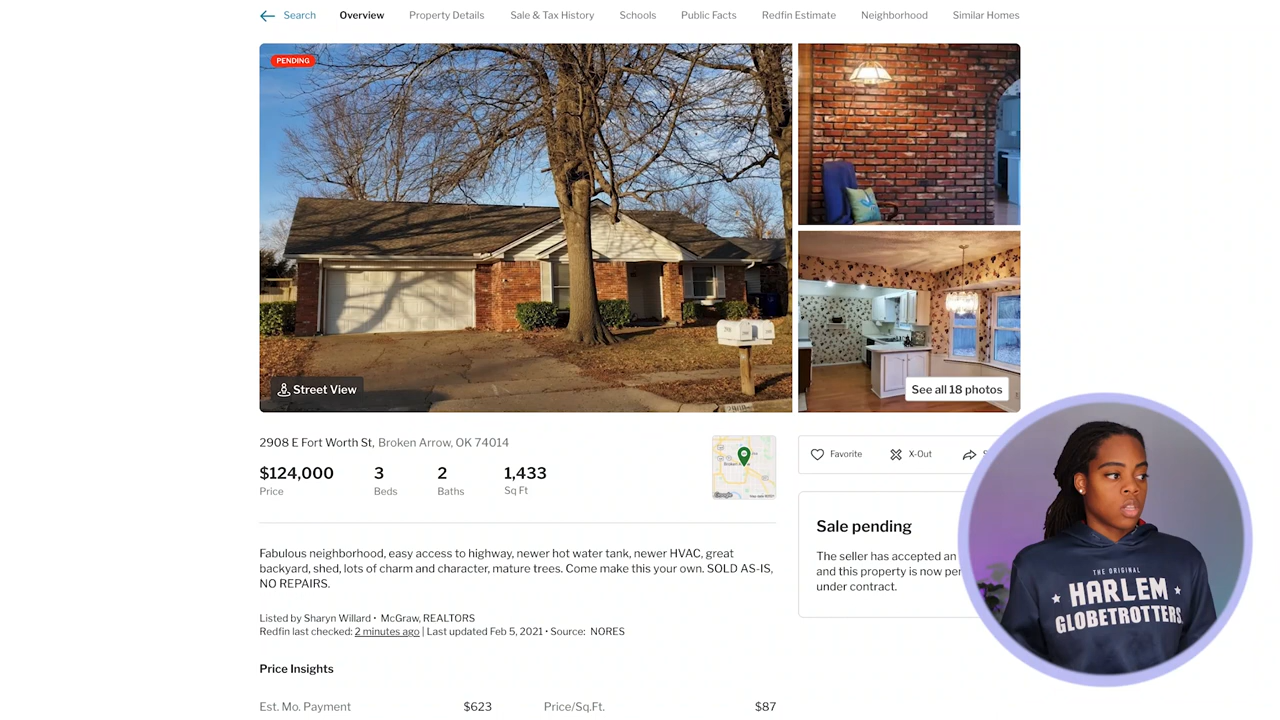 Search Overview Property Details Sale & Tax History Schools Public Facts Redfin Estimate Neighborhood Similar Homes
PENDING
Street View
See all 18 photos
2908 E Fort Worth St, Broken Arrow, OK 74014
$124,000 3 2 1,433
Price Beds Baths Sq Ft
Favorite X-Out
Fabulous neighborhood, easy access to highway, newer hot water tank, newer HVAC, great
backyard, shed, lots of charm and character, mature trees. Come make this your own. SOLD AS-IS,
NO REPAIRS.
Sale pending
The seller has accepted an
and this property is now
under contract.
Listed by Sharyn Willard • McGraw, REALTORS
Redfin last checked: 2 minutes ago | Last updated Feb 5, 2021 • Source: NORES
Price Insights
Est. Mo. Payment $623 Price/Sq.Ft. $87
THE ORIGINAL
HARLEM
GLOBETROTTERS